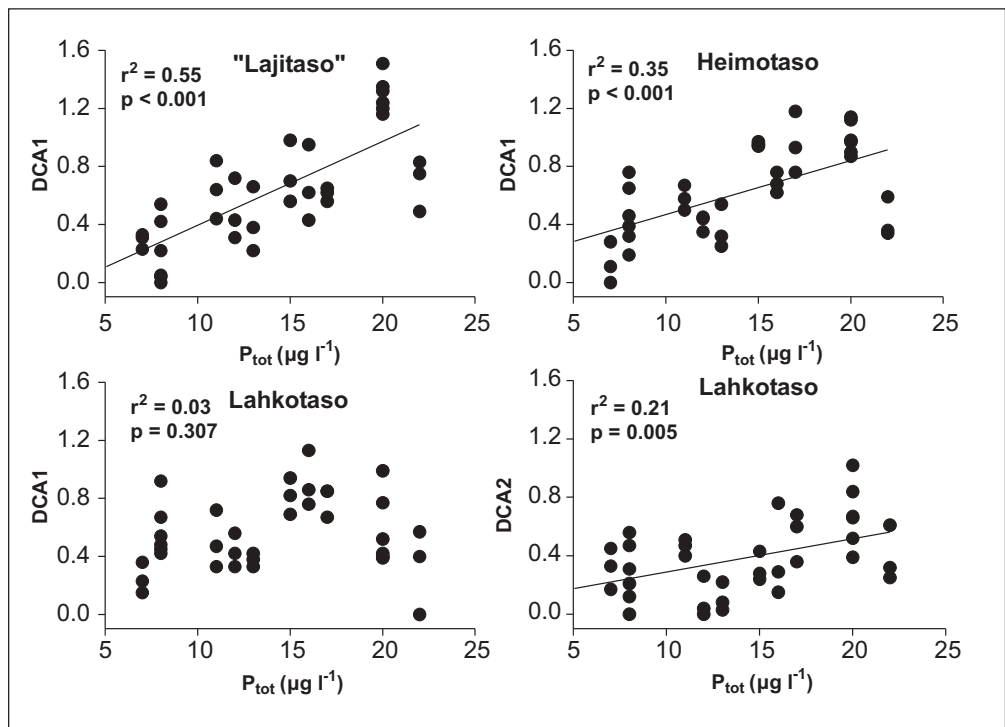 "Lajitaso"
r² = 0.55
p < 0.001
DCA1
1.6
1.2
0.8
0.4
0.0
5 10 15 20 25
Ptot (µg l⁻¹)
Heimotaso
r² = 0.35
p < 0.001
DCA1
1.6
1.2
0.8
0.4
0.0
5 10 15 20 25
Ptot (µg l⁻¹)
Lahkotaso
r² = 0.03
p = 0.307
DCA1
1.6
1.2
0.8
0.4
0.0
5 10 15 20 25
Ptot (µg l⁻¹)
Lahkotaso
r² = 0.21
p = 0.005
DCA2
1.6
1.2
0.8
0.4
0.0
5 10 15 20 25
Ptot (µg l⁻¹)